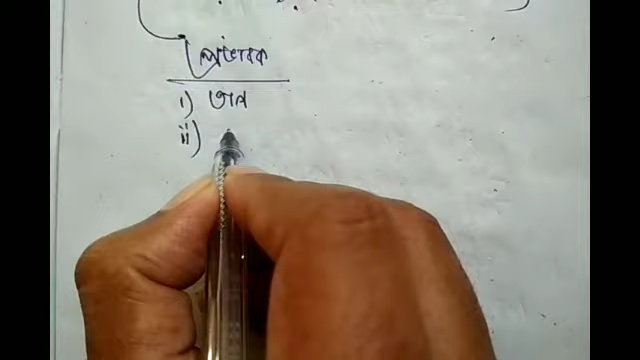 প্রভাবক
i) তাপ
ii)